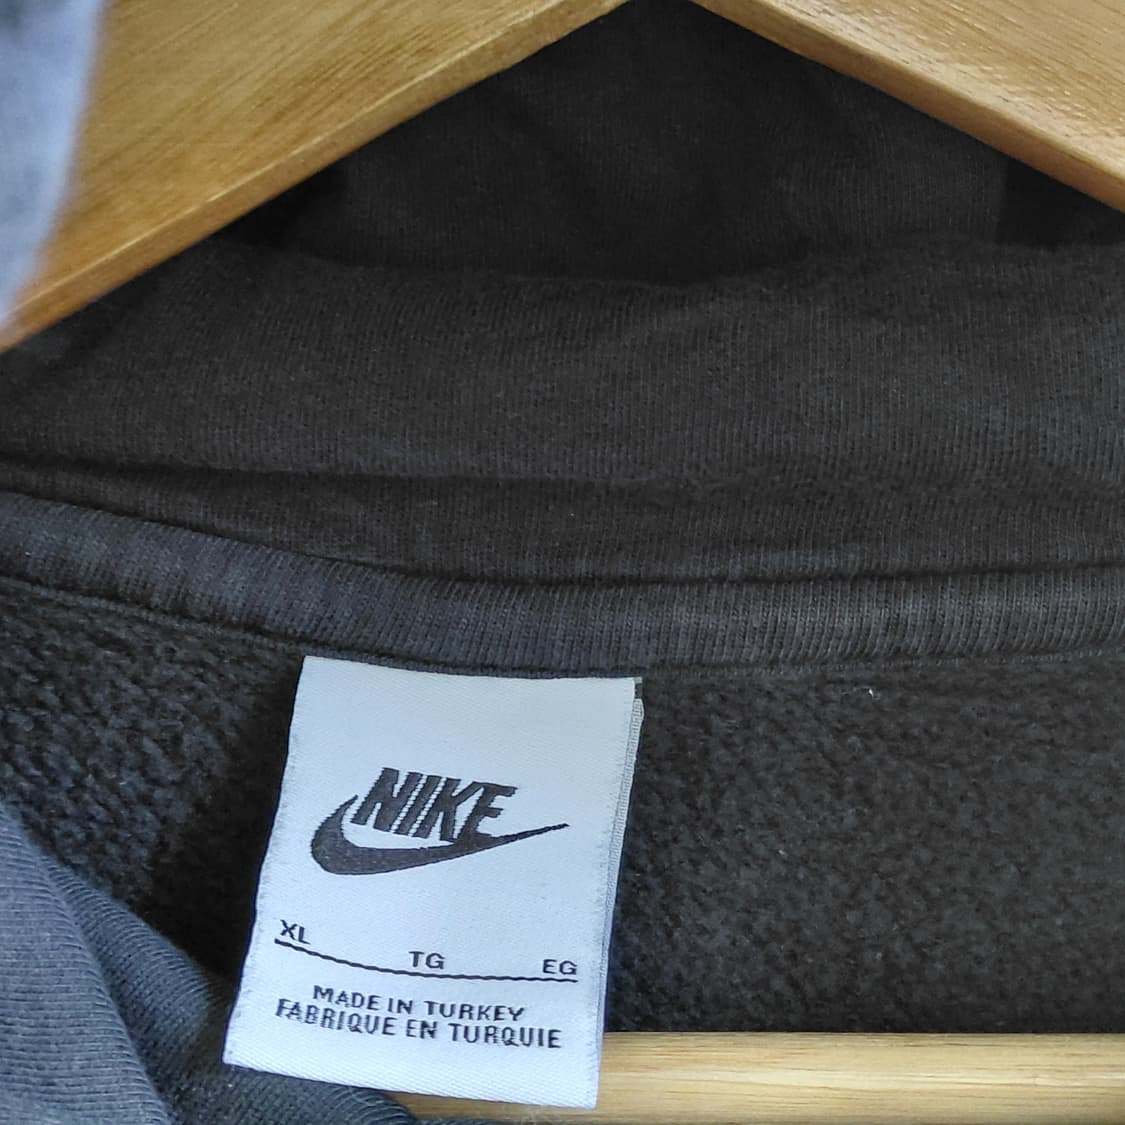 NIKE
XL TG EG
MADE IN TURKEY
FABRIQUE EN TURQUIE